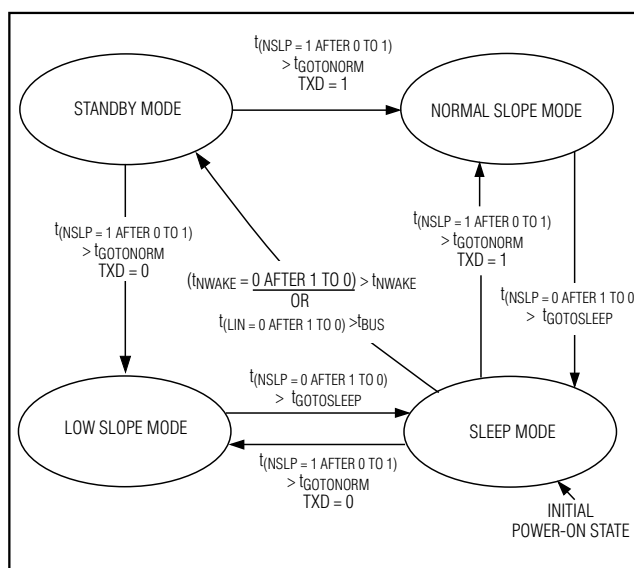 t(NSLP = 1 AFTER 0 TO 1)
> tGOTONORM
TXD = 1
STANDBY MODE
NORMAL SLOPE MODE
t(NSLP = 1 AFTER 0 TO 1)
> tGOTONORM
TXD = 0
t(NSLP = 1 AFTER 0 TO 1)
> tGOTONORM
TXD = 1
(tNWAKE = 0 AFTER 1 TO 0) > tNWAKE
OR
t(LIN = 0 AFTER 1 TO 0) >tBUS
t(NSLP = 0 AFTER 1 TO 0
> tGOTOSLEEP
t(NSLP = 0 AFTER 1 TO 0)
> tGOTOSLEEP
LOW SLOPE MODE
SLEEP MODE
t(NSLP = 1 AFTER 0 TO 1)
> tGOTONORM
TXD = 0
INITIAL
POWER-ON STATE